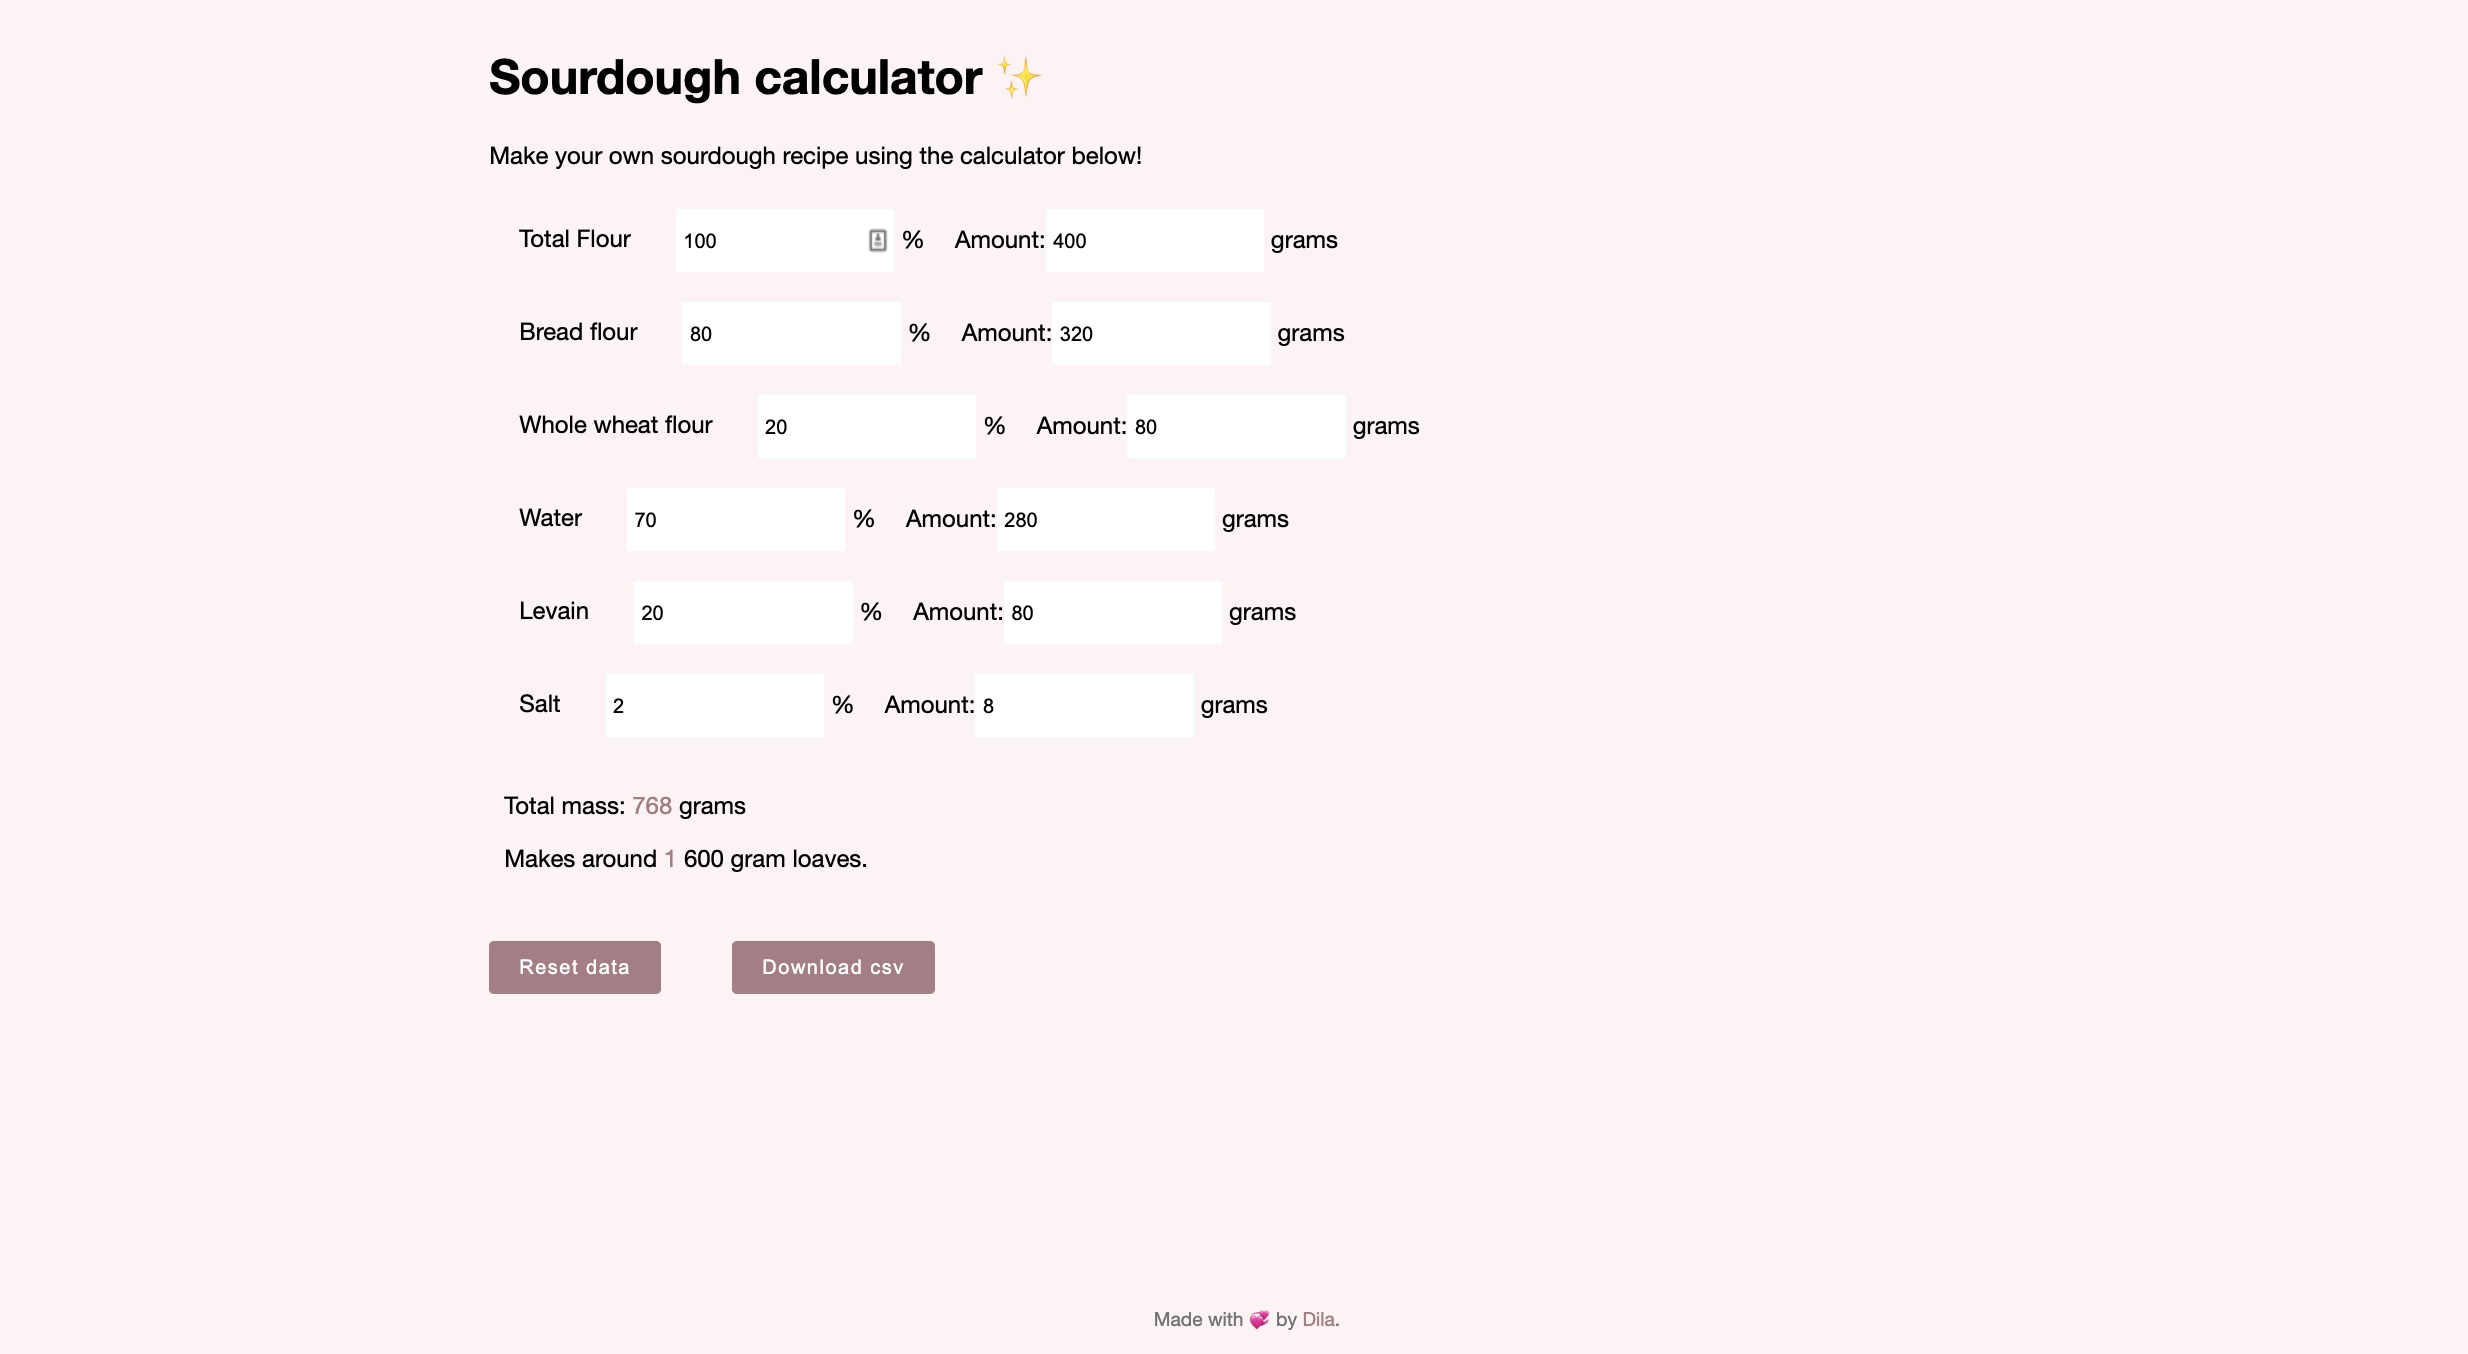 Sourdough calculator ✨
Make your own sourdough recipe using the calculator below!
Total Flour 100 % Amount: 400 grams
Bread flour 80 % Amount: 320 grams
Whole wheat flour 20 % Amount: 80 grams
Water 70 % Amount: 280 grams
Levain 20 % Amount: 80 grams
Salt 2 % Amount: 8 grams
Total mass: 768 grams
Makes around 1 600 gram loaves.
Reset data Download csv
Made with 💞 by Dila.